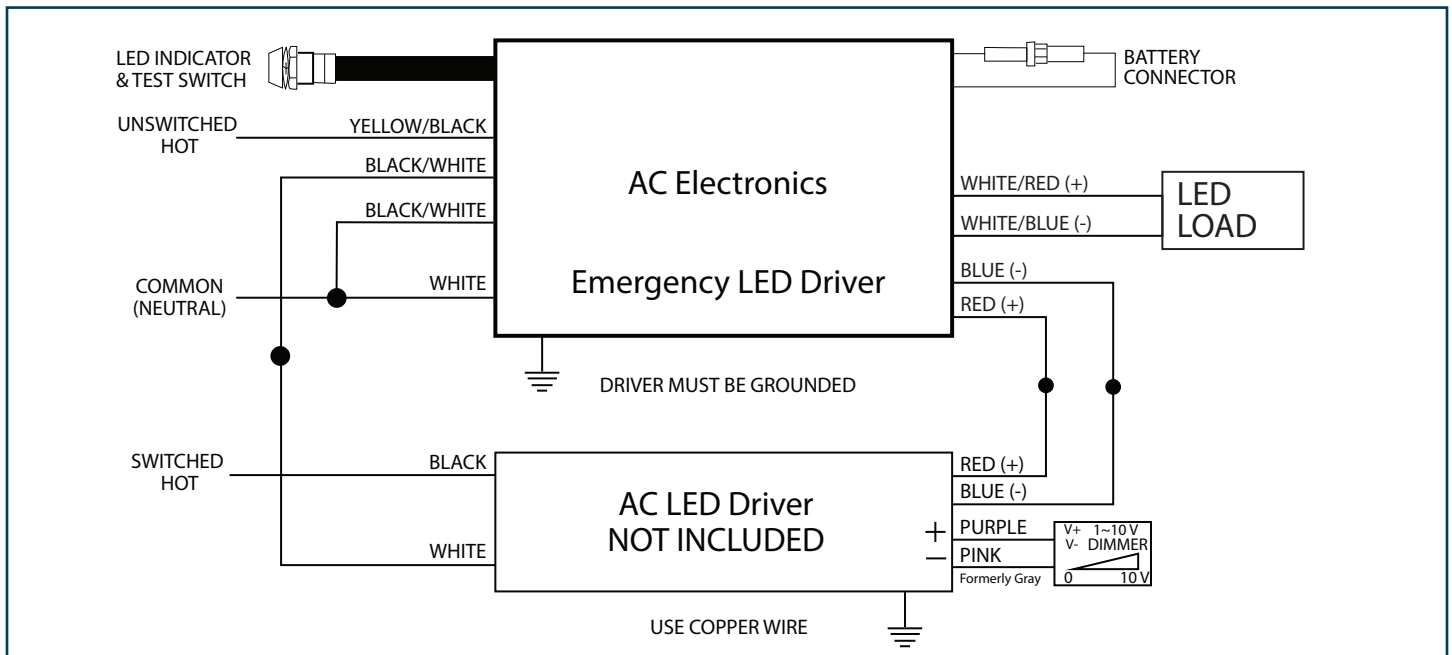 LED INDICATOR
& TEST SWITCH
BATTERY
CONNECTOR
UNSWITCHED
HOT
YELLOW/BLACK
BLACK/WHITE
BLACK/WHITE
COMMON
(NEUTRAL)
WHITE
AC Electronics
Emergency LED Driver
WHITE/RED (+)
WHITE/BLUE (-)
LED
LOAD
BLUE (-)
RED (+)
DRIVER MUST BE GROUNDED
SWITCHED
HOT
BLACK
WHITE
AC LED Driver
NOT INCLUDED
RED (+)
BLUE (-)
+ PURPLE
− PINK
Formerly Gray
V+ 1~10 V
V- DIMMER
0 10 V
USE COPPER WIRE